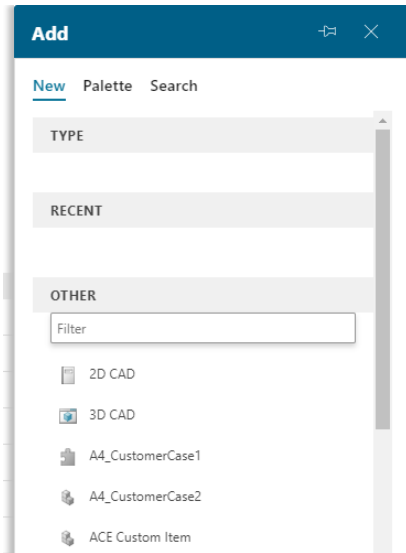 Add
New Palette Search
TYPE
RECENT
OTHER
Filter
2D CAD
3D CAD
A4_CustomerCase1
A4_CustomerCase2
ACE Custom Item